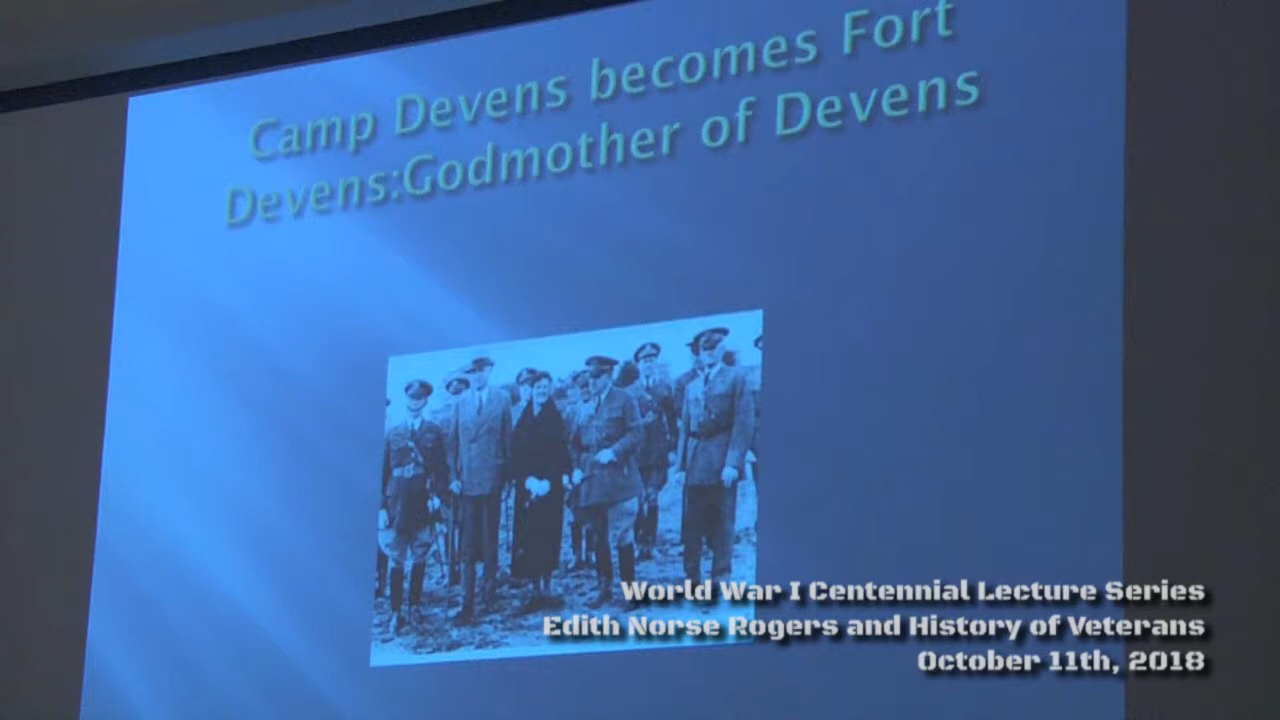 Camp Devens becomes Fort
Devens:Godmother of Devens
World War I Centennial Lecture Series
Edith Norse Rogers and History of Veterans
October 11th, 2018